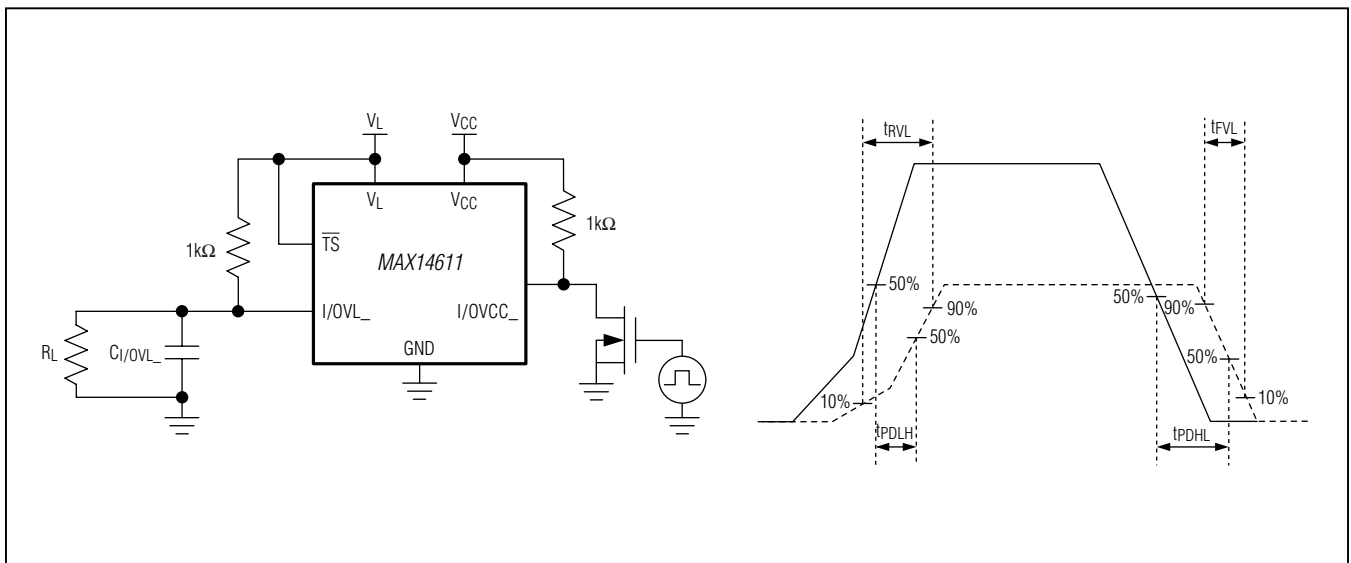 VL
VCC
VL
VCC
1kΩ
TS
MAX14611
1kΩ
I/OVL_
I/OVCC_
GND
RL
CI/OVL_
tRVL
tFVL
50%
90%
50%
10%
tPDLH
50%
90%
50%
10%
tPDHL